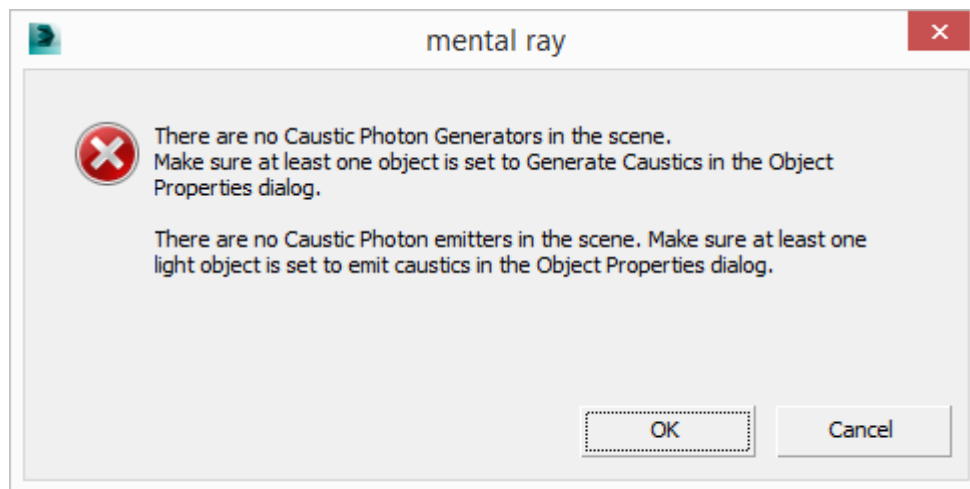 mental ray
There are no Caustic Photon Generators in the scene.
Make sure at least one object is set to Generate Caustics in the Object
Properties dialog.
There are no Caustic Photon emitters in the scene. Make sure at least one
light object is set to emit caustics in the Object Properties dialog.
OK
Cancel